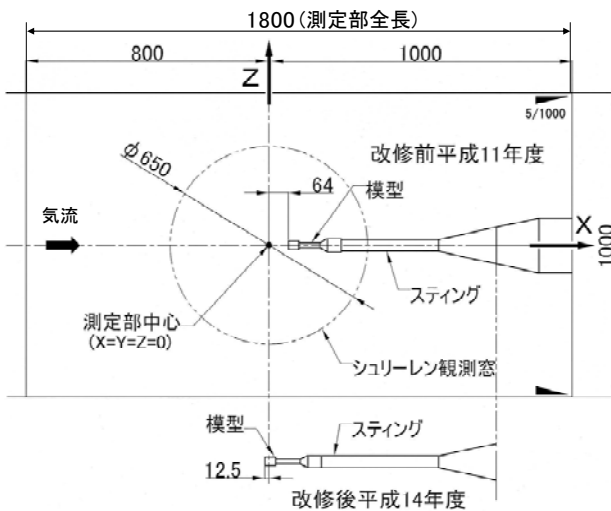 1800(測定部全長)
800
1000
Z
5/1000
φ650
改修前平成11年度
64
模型
気流
X
1000
スティング
測定部中心
(X=Y=Z=0)
シュリーレン観測窓
模型
スティング
12.5
改修後平成14年度